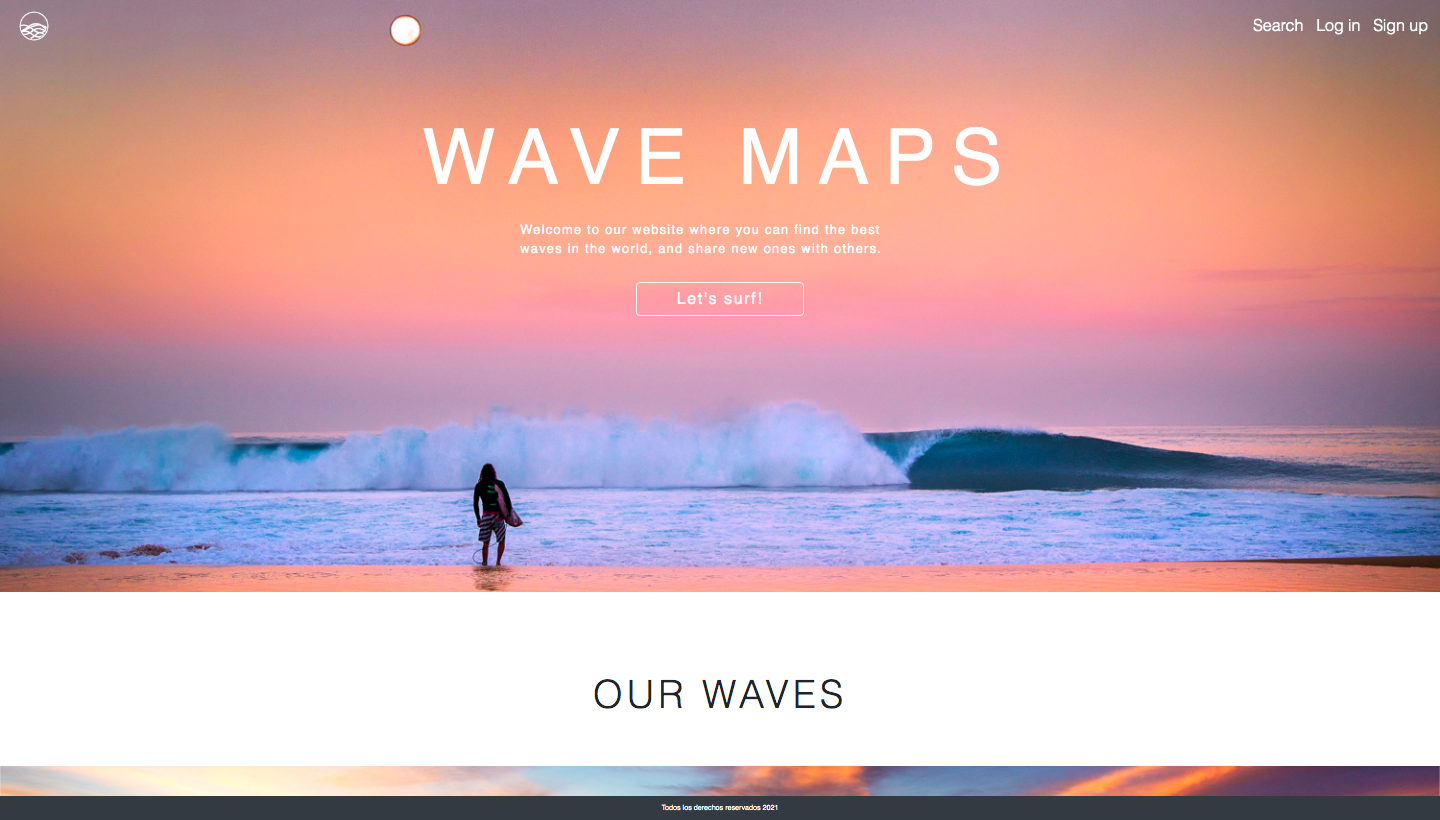 Search Log in Sign up
WAVE MAPS
Welcome to our website where you can find the best
waves in the world, and share new ones with others.
Let's surf!
OUR WAVES
Todos los derechos reservados 2021